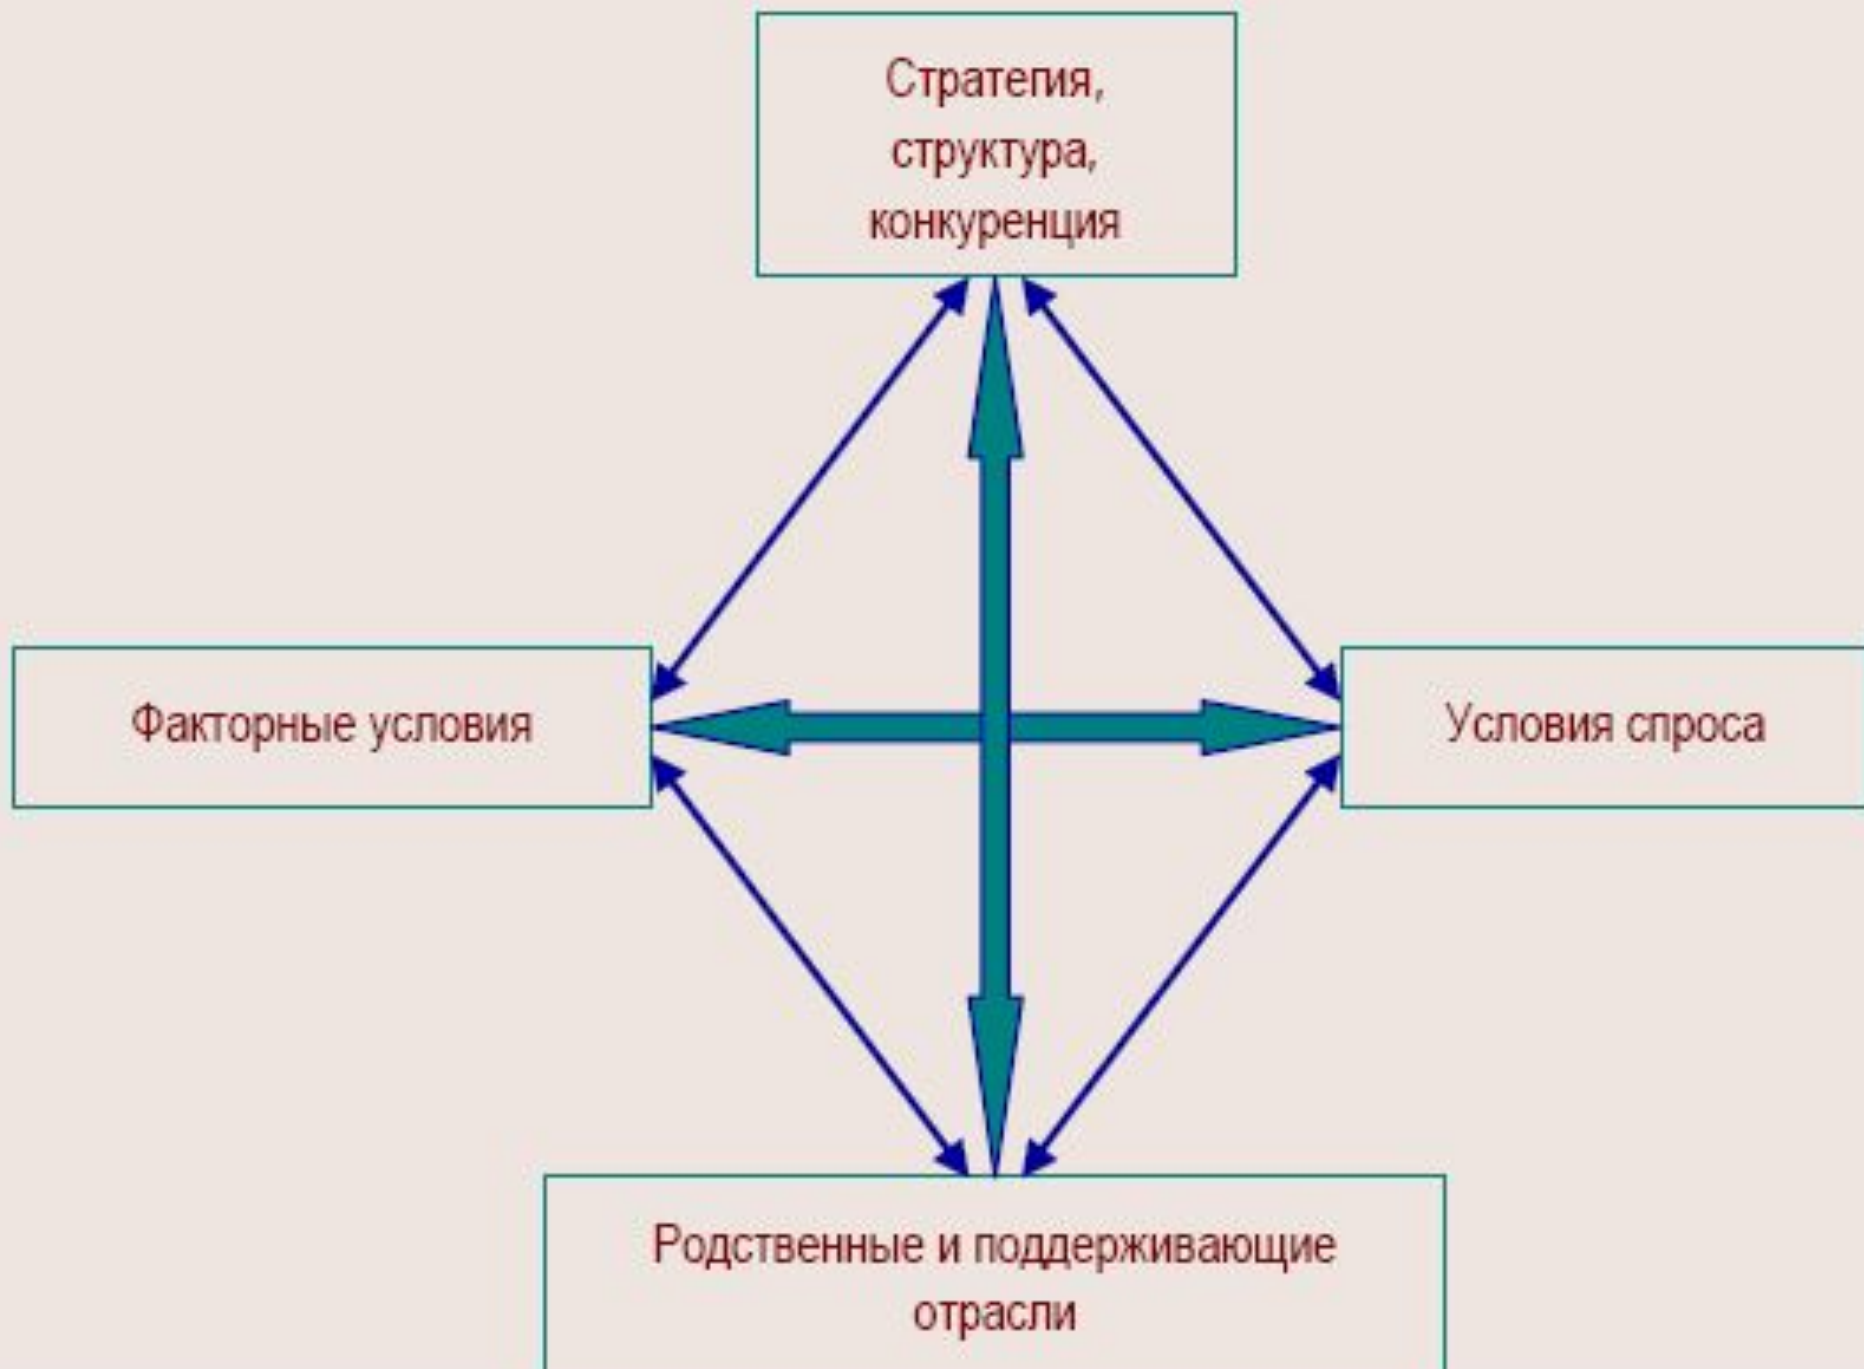 Стратегия,
структура,
конкуренция
Факторные условия
Условия спроса
Родственные и поддерживающие
отрасли